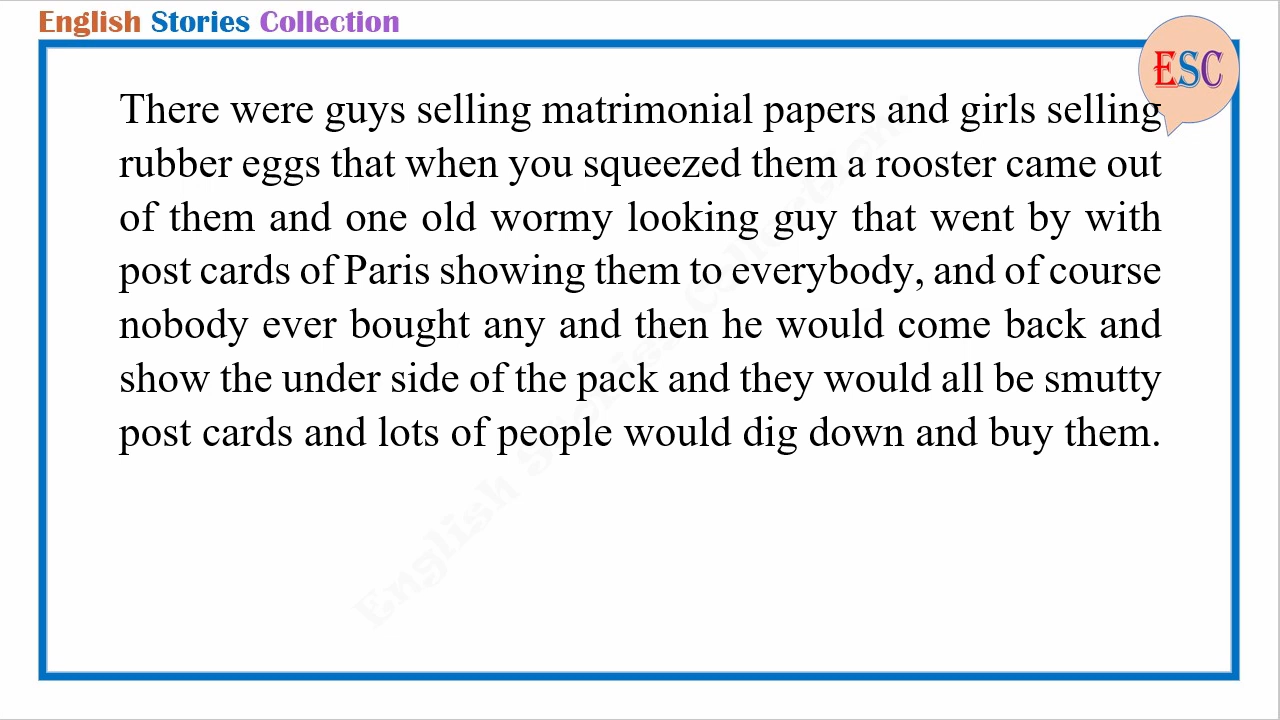 English Stories Collection
ESC
There were guys selling matrimonial papers and girls selling
rubber eggs that when you squeezed them a rooster came out
of them and one old wormy looking guy that went by with
post cards of Paris showing them to everybody, and of course
nobody ever bought any and then he would come back and
show the under side of the pack and they would all be smutty
post cards and lots of people would dig down and buy them.
English Stories Collection